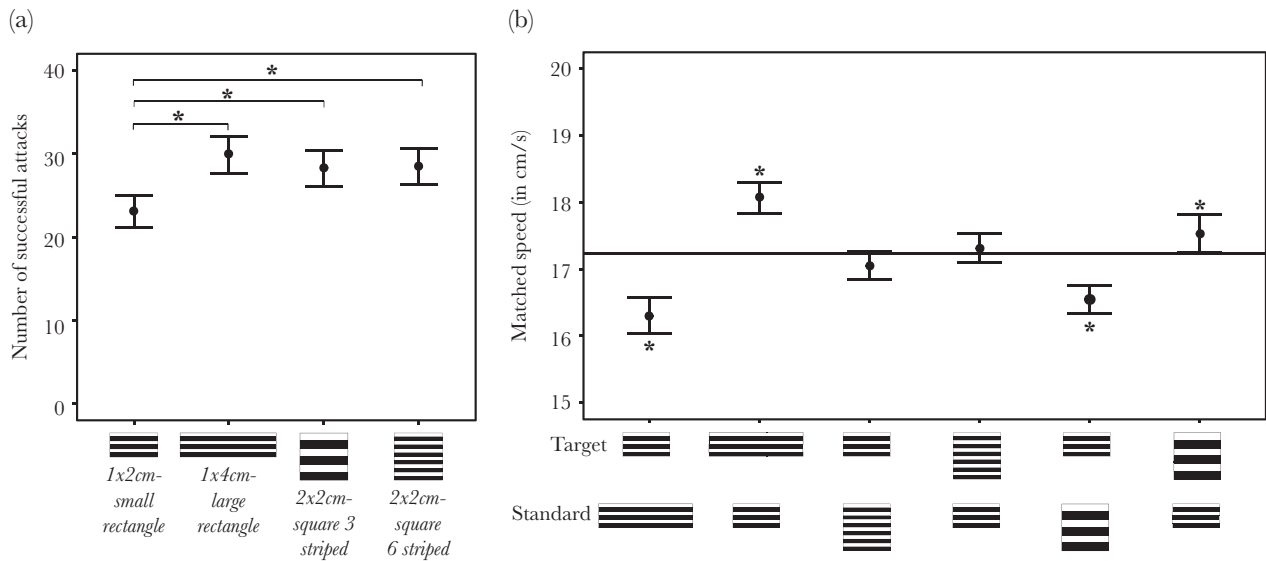 (a)
(b)
Number of successful attacks
40
30
20
10
0
*
*
*
1x2cm-
small
rectangle
1x4cm-
large
rectangle
2x2cm-
square 3
striped
2x2cm-
square
6 striped
Matched speed (in cm/s)
20
19
18
17
16
15
*
*
*
*
Target
Standard